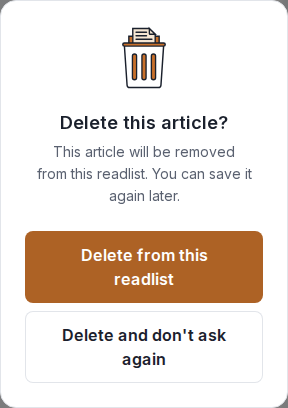 Delete this article?
This article will be removed
from this readlist. You can save it
again later.
Delete from this
readlist
Delete and don't ask
again